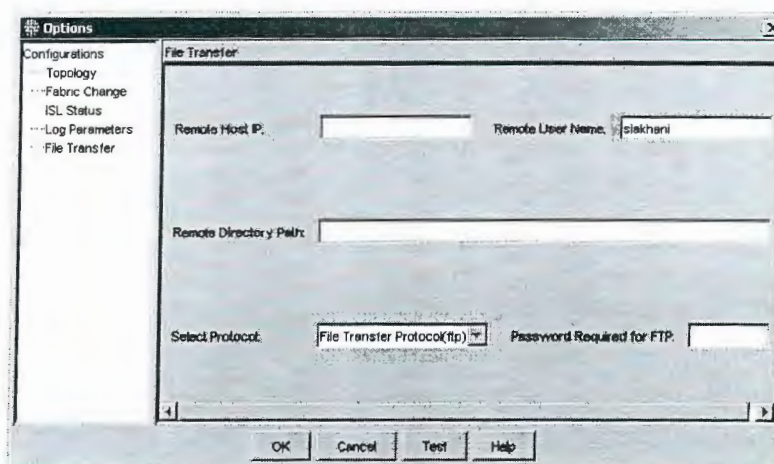 Options
Configurations
Topology
Fabric Change
ISL Status
Log Parameters
File Transfer
File Transfer
Remote Host IP:
Remote User Name: slakhani
Remote Directory Path:
Select Protocol: File Transfer Protocol(ftp)
Password Required for FTP:
OK Cancel Test Help